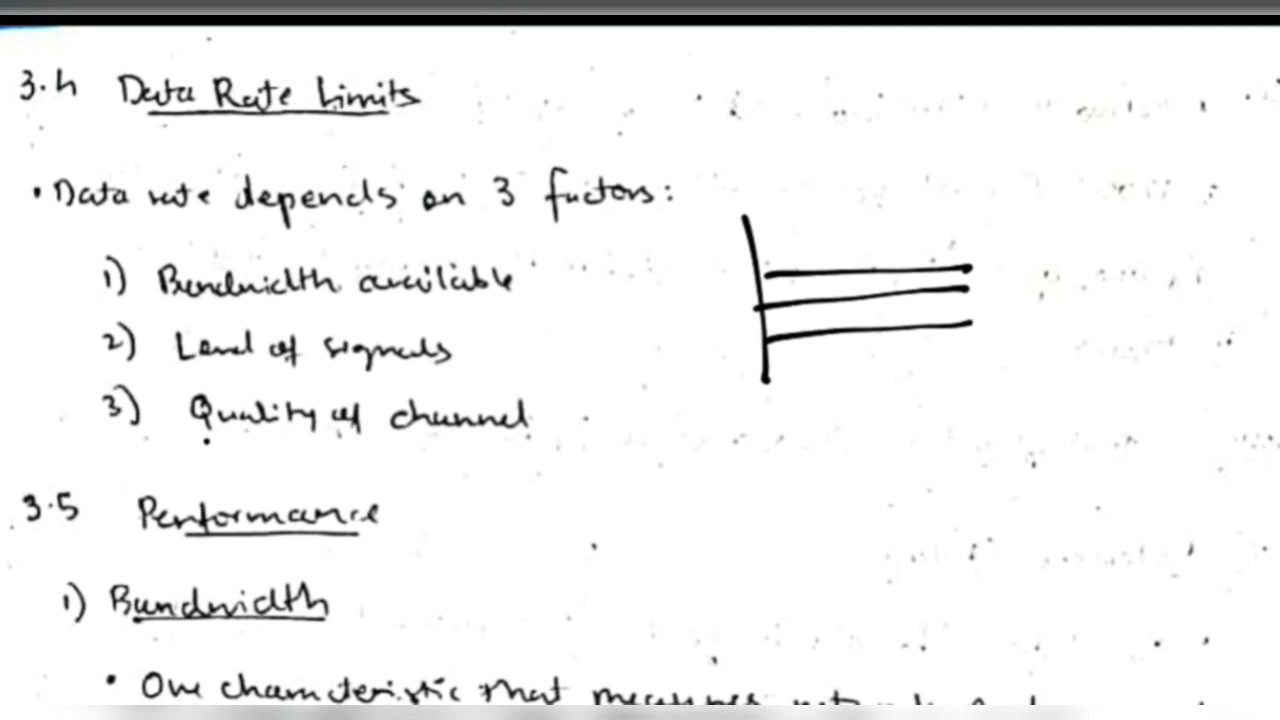 3.4 Data Rate Limits
• Data rate depends on 3 factors:
1) Bandwidth available
2) Level of signals
3) Quality of channel
3.5 Performance
1) Bandwidth
• One characteristic that measures